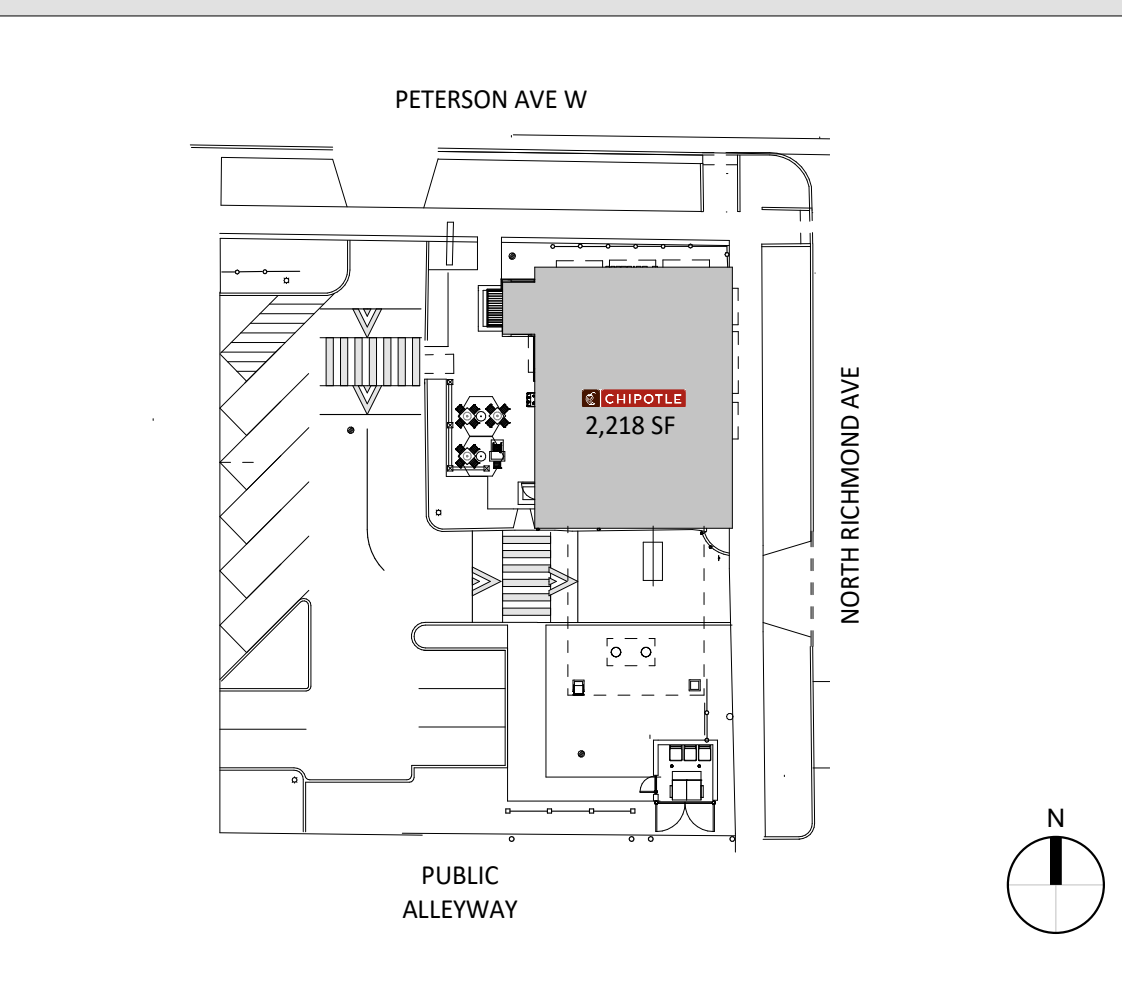 PETERSON AVE W
CHIPOTLE
2,218 SF
NORTH RICHMOND AVE
PUBLIC
ALLEYWAY
N